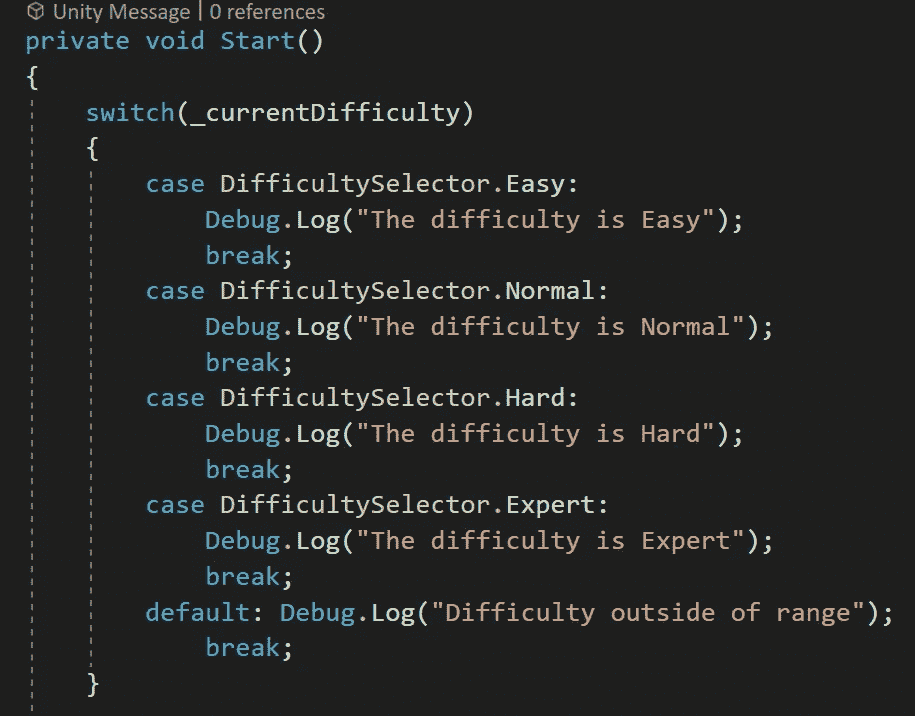 Unity Message | 0 references
private void Start()
{
switch(_currentDifficulty)
{
case DifficultySelector.Easy:
Debug.Log("The difficulty is Easy");
break;
case DifficultySelector.Normal:
Debug.Log("The difficulty is Normal");
break;
case DifficultySelector.Hard:
Debug.Log("The difficulty is Hard");
break;
case DifficultySelector.Expert:
Debug.Log("The difficulty is Expert");
break;
default: Debug.Log("Difficulty outside of range");
break;
}